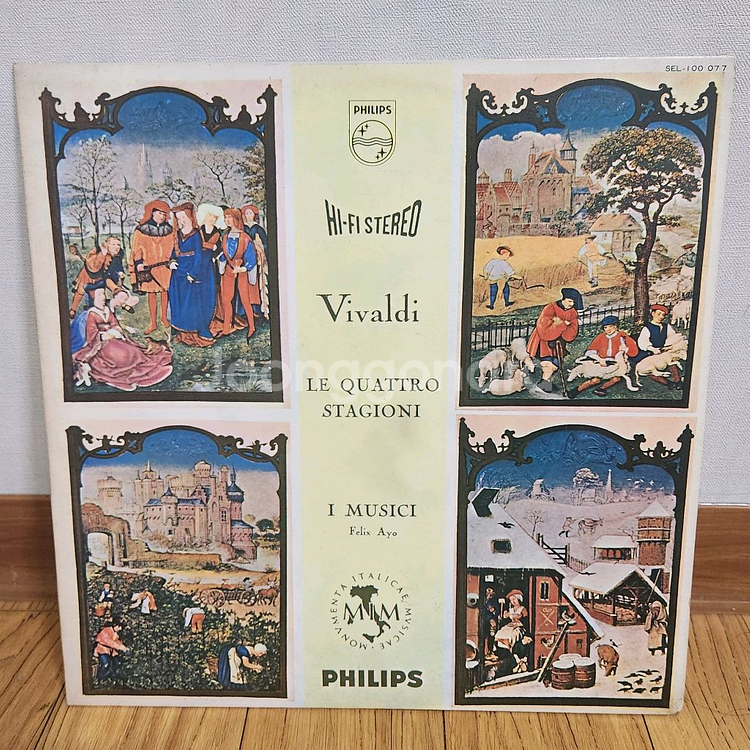 SEL-100 077
PHILIPS
HI-FI STEREO
Vivaldi
LE QUATTRO
STAGIONI
I MUSICI
Felix Ayo
MONUMENTA ITALICAE MUSICAE
MIM
PHILIPS